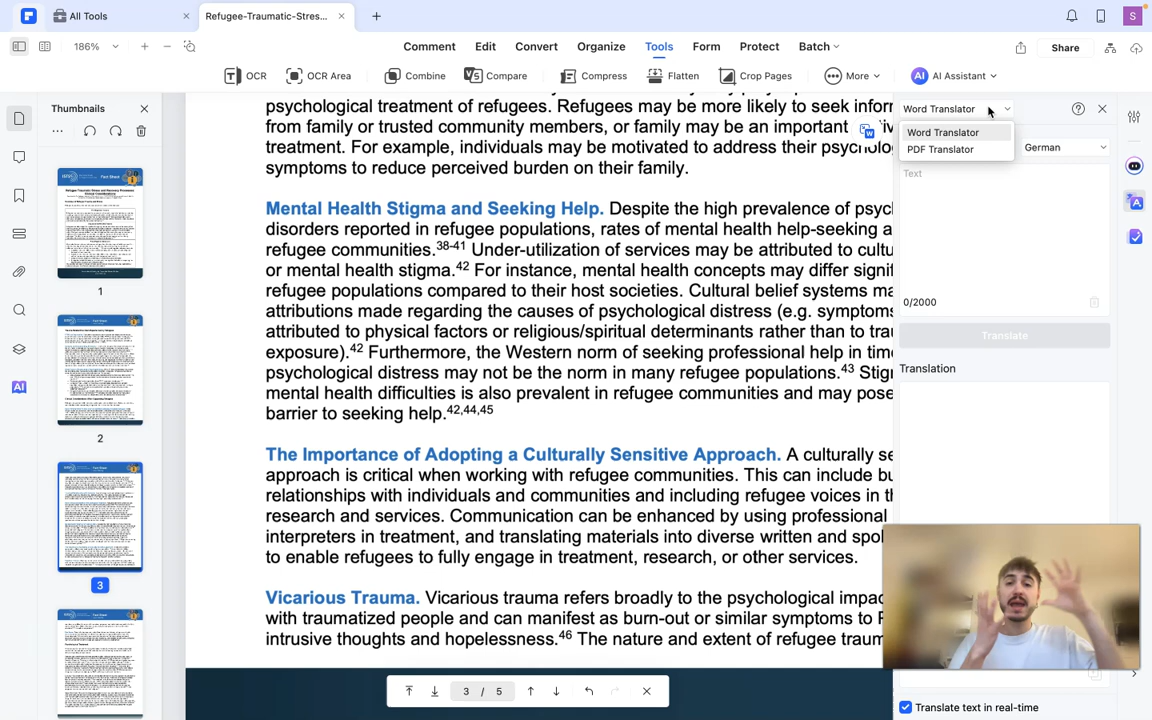 All Tools
Refugee-Traumatic-Stres...
S
186%
Comment Edit Convert Organize Tools Form Protect Batch
Share
OCR OCR Area Combine Compare Compress Flatten Crop Pages More AI AI Assistant
Thumbnails
1
2
3
AI
psychological treatment of refugees. Refugees may be more likely to seek infor
from family or trusted community members, or family may be an important
treatment. For example, individuals may be motivated to address their psycholo
symptoms to reduce perceived burden on their family.
Mental Health Stigma and Seeking Help. Despite the high prevalence of psyc
disorders reported in refugee populations, rates of mental health help-seeking a
refugee communities.38-41 Under-utilization of services may be attributed to cultu
or mental health stigma.42 For instance, mental health concepts may differ signif
refugee populations compared to their host societies. Cultural belief systems ma
attributions made regarding the causes of psychological distress (e.g. symptoms
attributed to physical factors or religious/spiritual determinants rather than to trau
exposure).42 Furthermore, the Western norm of seeking professional help in time
psychological distress may not be the norm in many refugee populations.43 Stig
mental health difficulties is also prevalent in refugee communities and may pose
barrier to seeking help.42,44,45
The Importance of Adopting a Culturally Sensitive Approach. A culturally se
approach is critical when working with refugee communities. This can include bu
relationships with individuals and communities and including refugee voices in th
research and services. Communication can be enhanced by using professional
interpreters in treatment, and translating materials into diverse written and spok
to enable refugees to fully engage in treatment, research, or other services.
Vicarious Trauma. Vicarious trauma refers broadly to the psychological impac
with traumatized people and can manifest as burn-out or similar symptoms to P
intrusive thoughts and hopelessness.46 The nature and extent of refugee traum
3 / 5
Word Translator
Word Translator
PDF Translator
German
Text
0/2000
Translate
Translation
Translate text in real-time